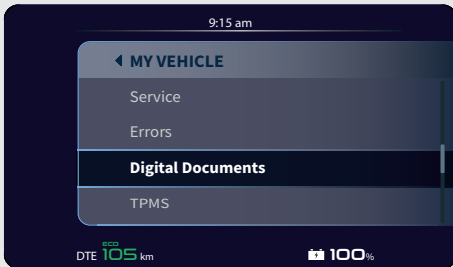 9:15 am
MY VEHICLE
Service
Errors
Digital Documents
TPMS
ECO
DTE 105 km
100%